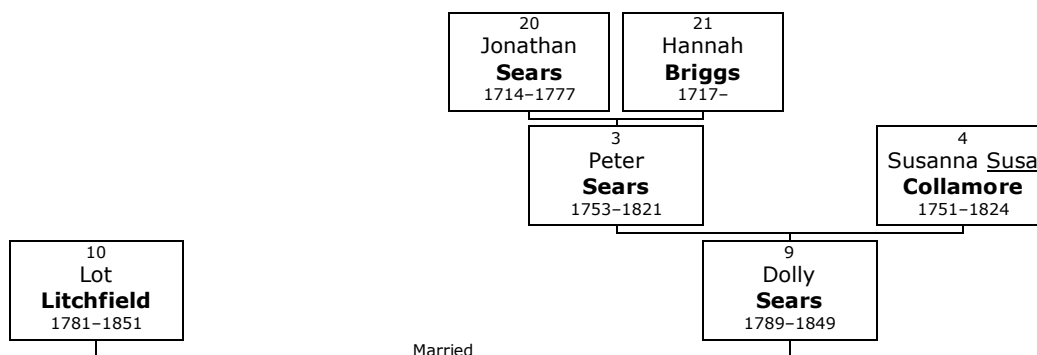 20
Jonathan
Sears
1714–1777
21
Hannah
Briggs
1717–
3
Peter
Sears
1753–1821
4
Susanna Susa
Collamore
1751–1824
10
Lot
Litchfield
1781–1851
9
Dolly
Sears
1789–1849
Married